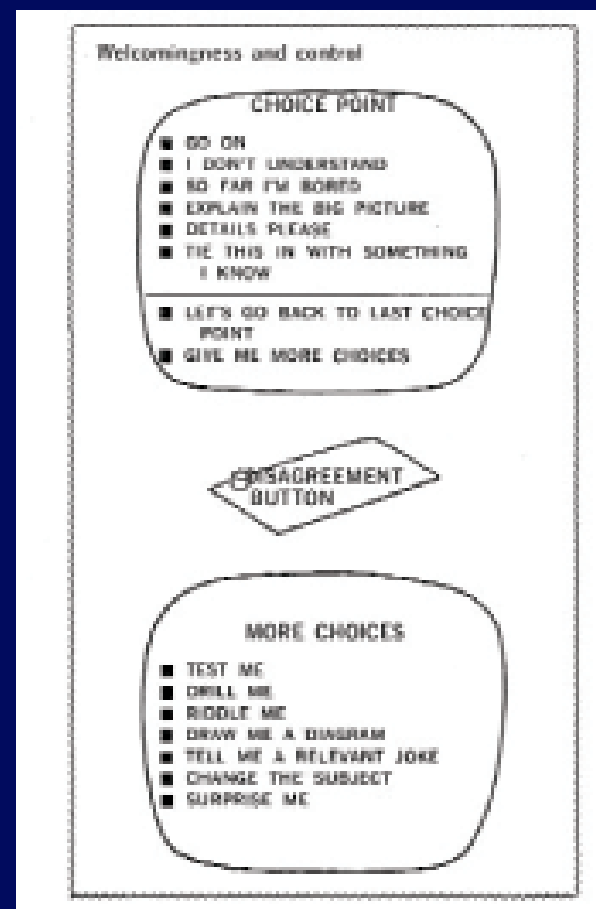 Welcomingness and control
CHOICE POINT
GO ON
I DON'T UNDERSTAND
SO FAR I'M BORED
EXPLAIN THE BIG PICTURE
DETAILS PLEASE
TIE THIS IN WITH SOMETHING
I KNOW
LET'S GO BACK TO LAST CHOICE
POINT
GIVE ME MORE CHOICES
DISAGREEMENT
BUTTON
MORE CHOICES
TEST ME
DRILL ME
RIDDLE ME
DRAW ME A DIAGRAM
TELL ME A RELEVANT JOKE
CHANGE THE SUBJECT
SURPRISE ME